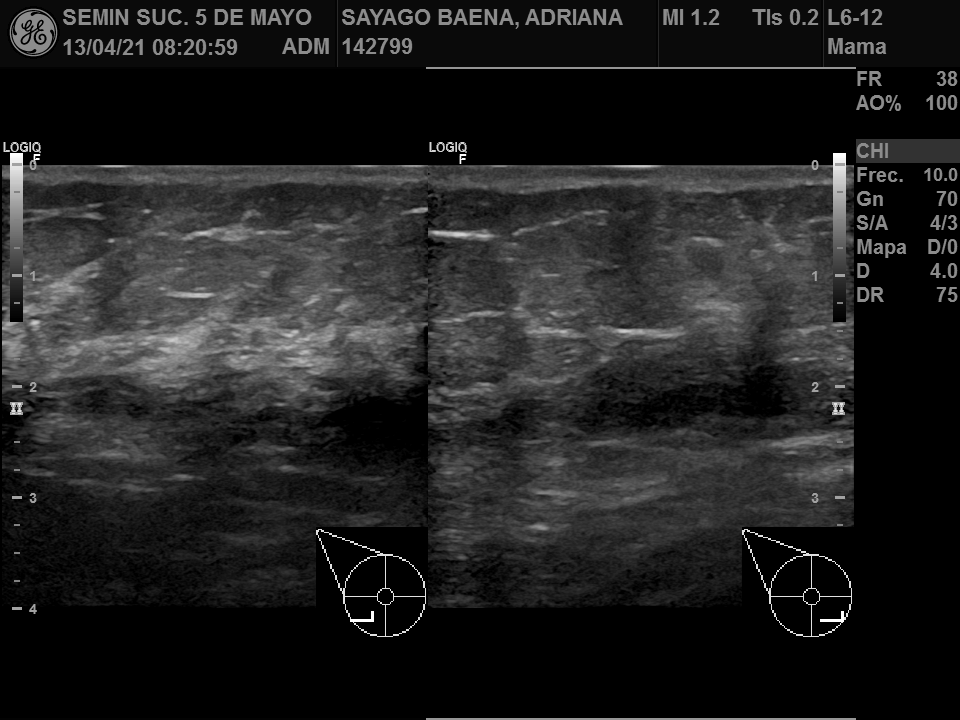 SEMIN SUC. 5 DE MAYO
13/04/21 08:20:59 ADM
SAYAGO BAENA, ADRIANA
142799
MI 1.2 TIs 0.2
L6-12
Mama
FR 38
AO% 100
CHI
Frec. 10.0
Gn 70
S/A 4/3
Mapa D/0
D 4.0
DR 75
LOGIQ
F
0
1
2
3
4
LOGIQ
F
0
1
2
3